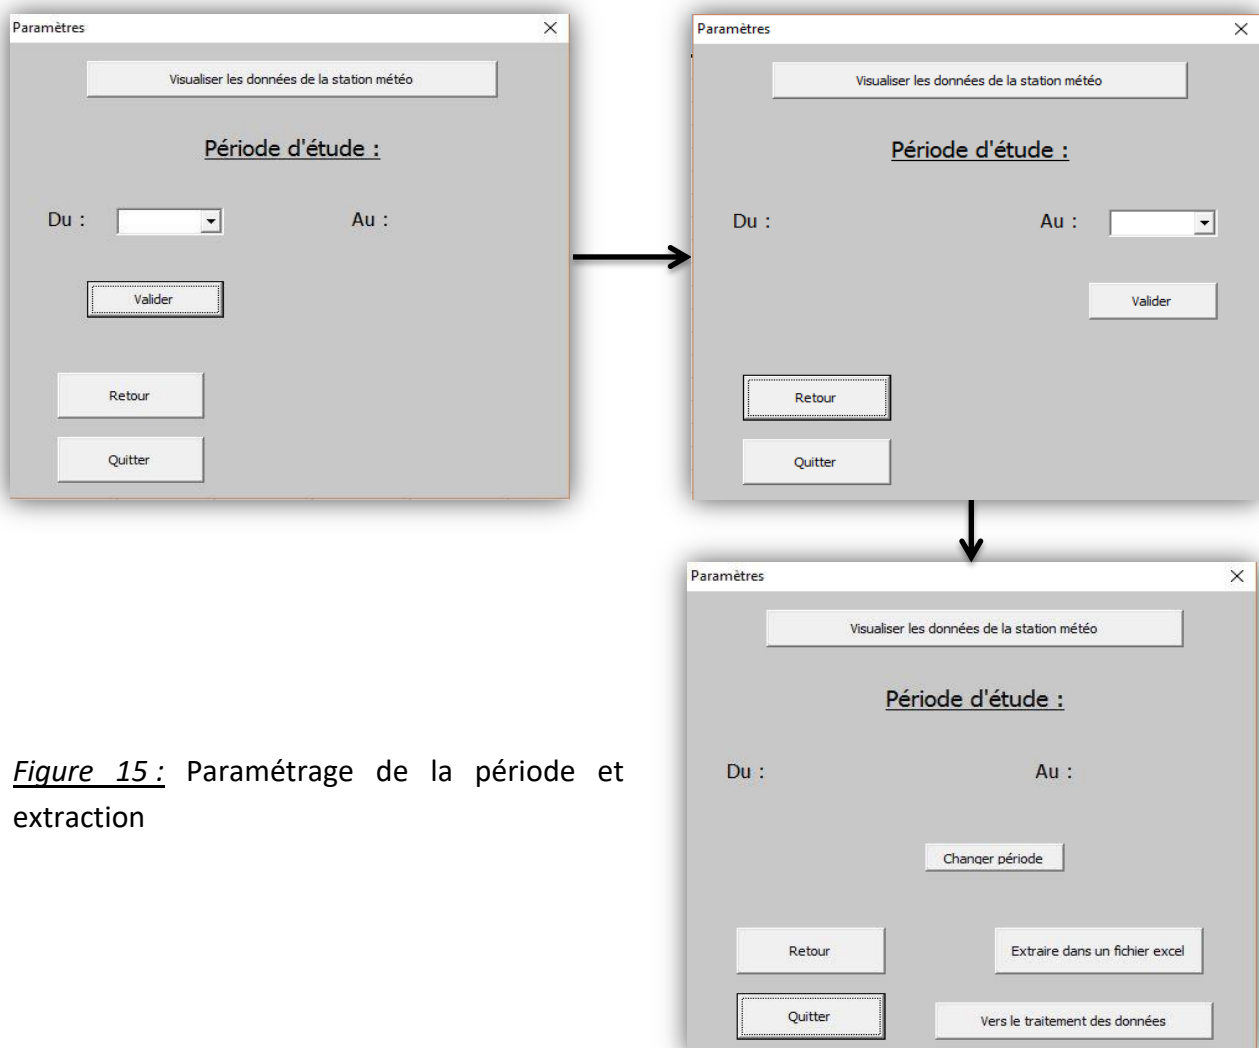 Paramètres
Visualiser les données de la station météo
Période d'étude :
Du :
Au :
Valider
Retour
Quitter
Paramètres
Visualiser les données de la station météo
Période d'étude :
Du :
Au :
Valider
Retour
Quitter
Paramètres
Visualiser les données de la station météo
Période d'étude :
Du :
Au :
Changer période
Retour
Extraire dans un fichier excel
Quitter
Vers le traitement des données
Figure 15 : Paramétrage de la période et
extraction